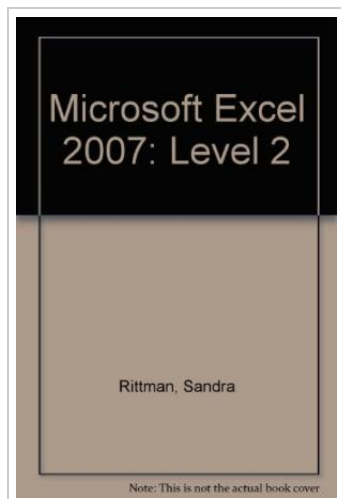 Microsoft Excel
2007: Level 2
Rittman, Sandra
Note: This is not the actual book cover